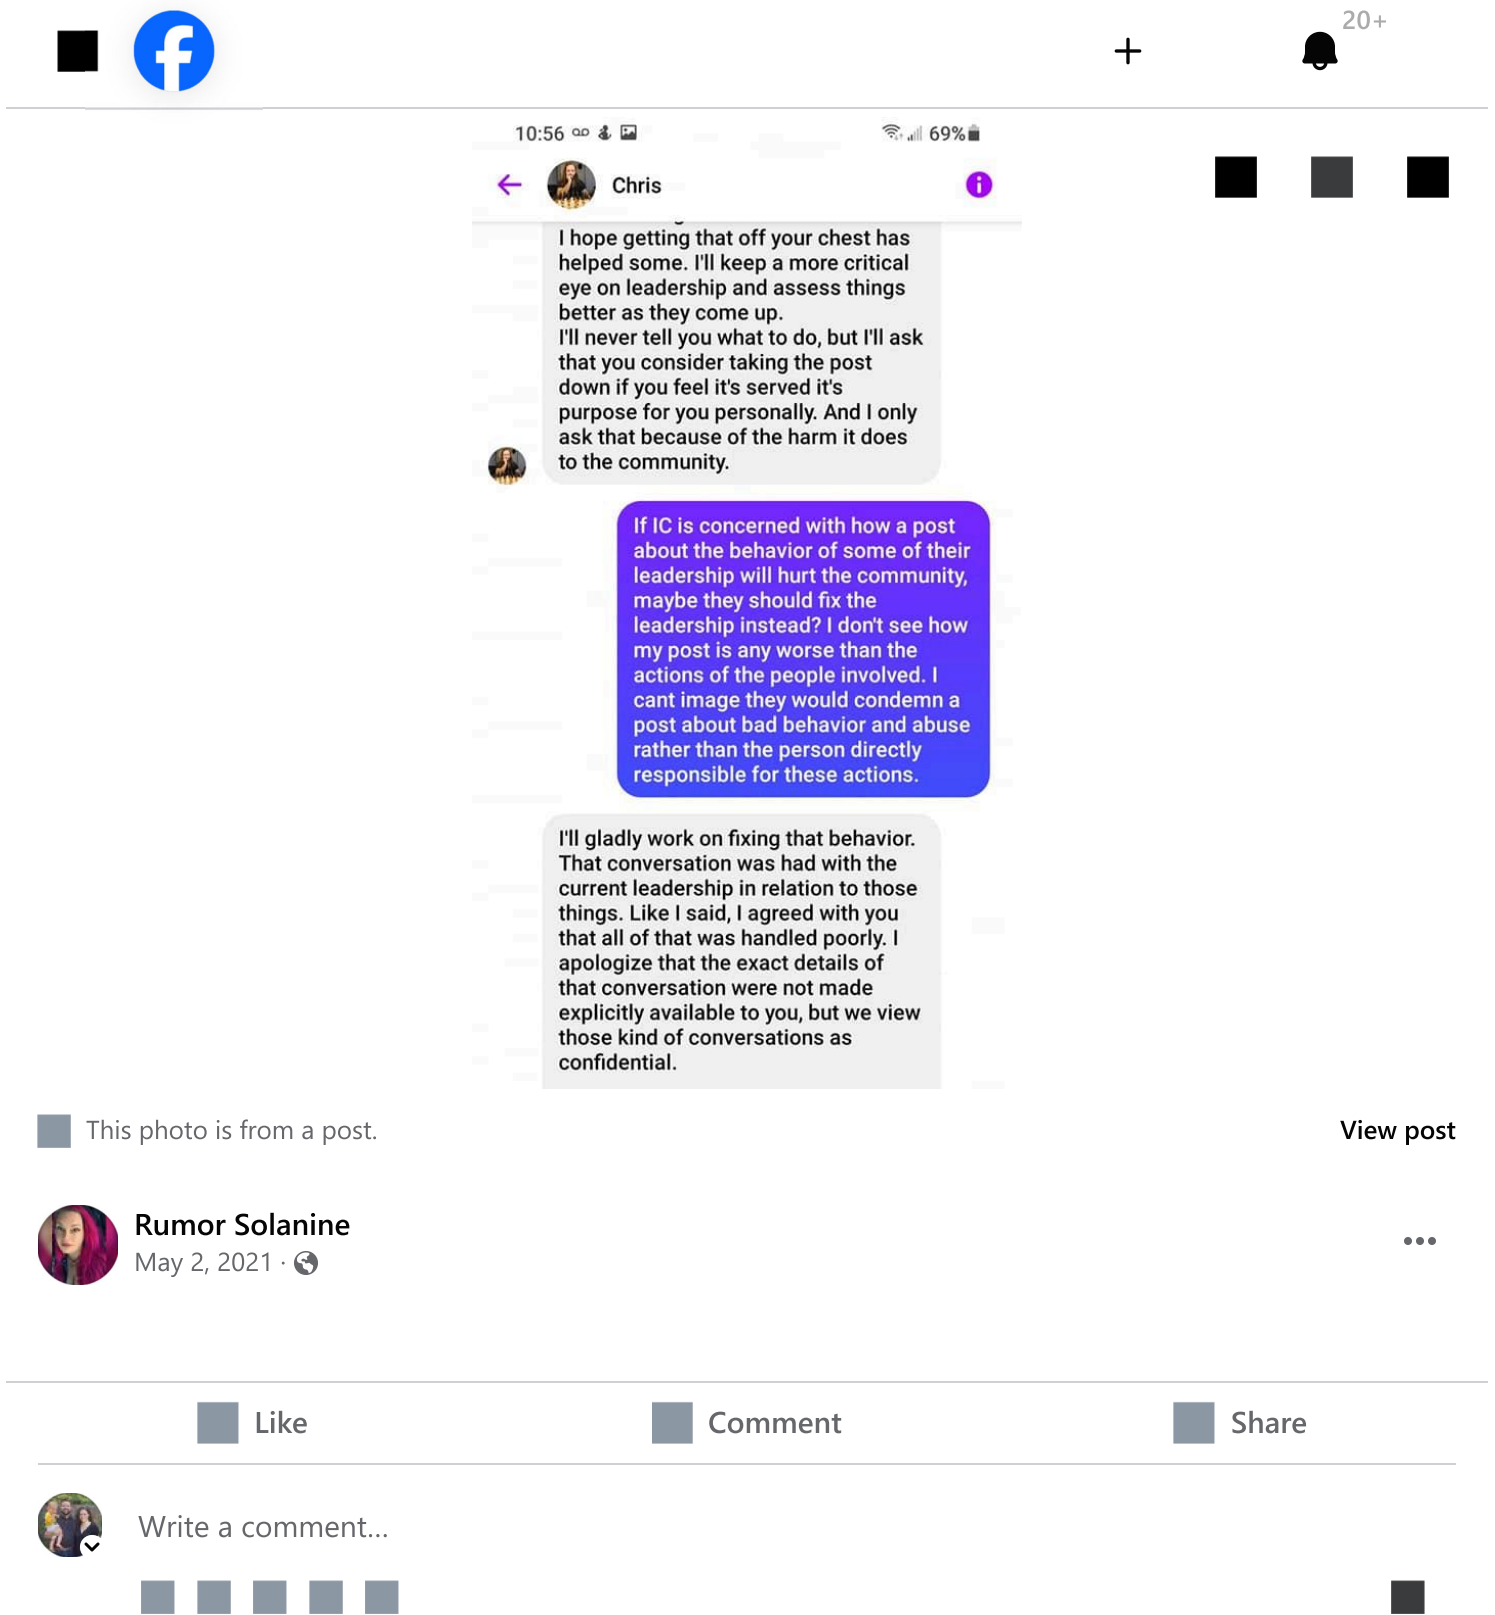 20+
10:56
69%
Chris
I hope getting that off your chest has
helped some. I'll keep a more critical
eye on leadership and assess things
better as they come up.
I'll never tell you what to do, but I'll ask
that you consider taking the post
down if you feel it's served it's
purpose for you personally. And I only
ask that because of the harm it does
to the community.
If IC is concerned with how a post
about the behavior of some of their
leadership will hurt the community,
maybe they should fix the
leadership instead? I don't see how
my post is any worse than the
actions of the people involved. I
cant image they would condemn a
post about bad behavior and abuse
rather than the person directly
responsible for these actions.
I'll gladly work on fixing that behavior.
That conversation was had with the
current leadership in relation to those
things. Like I said, I agreed with you
that all of that was handled poorly. I
apologize that the exact details of
that conversation were not made
explicitly available to you, but we view
those kind of conversations as
confidential.
This photo is from a post.
View post
Rumor Solanine
May 2, 2021 ·
Like
Comment
Share
Write a comment...